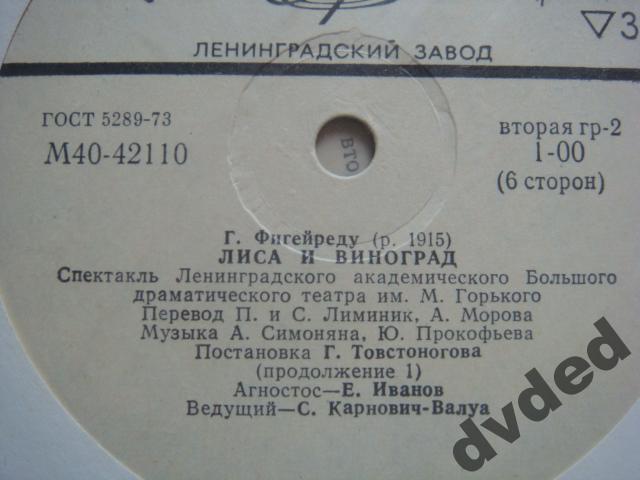 ▽3
ЛЕНИНГРАДСКИЙ ЗАВОД
ГОСТ 5289-73
М40-42110
вторая гр-2
1-00
(6 сторон)
ВТО
Г. Фигейреду (р. 1915)
ЛИСА И ВИНОГРАД
Спектакль Ленинградского академического Большого
драматического театра им. М. Горького
Перевод П. и С. Лиминик, А. Морова
Музыка А. Симоняна, Ю. Прокофьева
Постановка Г. Товстоногова
(продолжение 1)
Агностос—Е. Иванов
Ведущий—С. Карнович-Валуа
dvded